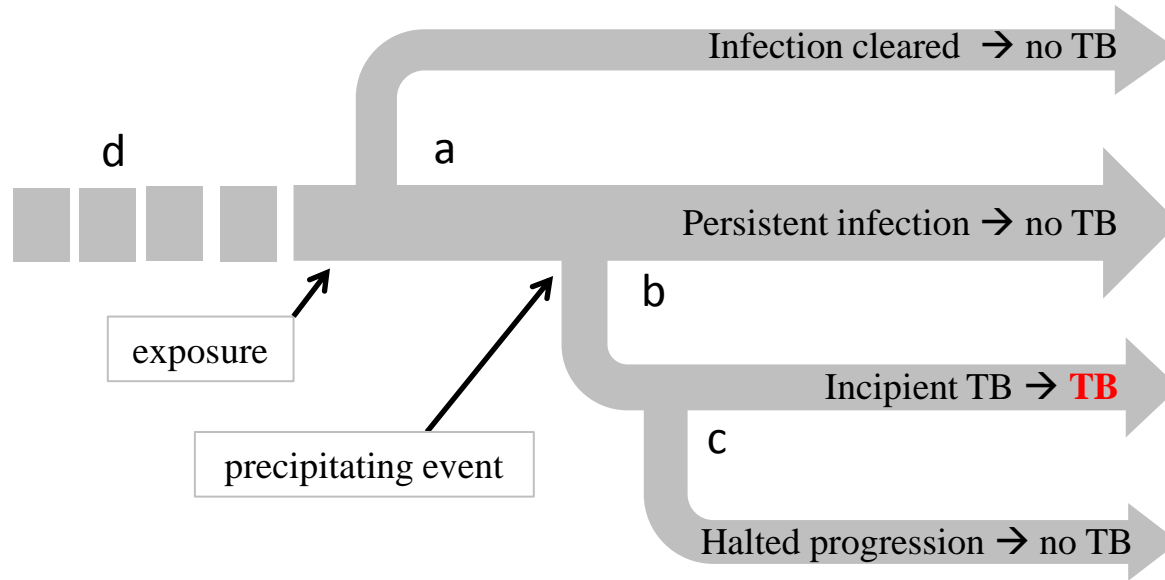 Infection cleared → no TB
d
a
Persistent infection → no TB
b
exposure
Incipient TB → TB
c
precipitating event
Halted progression → no TB